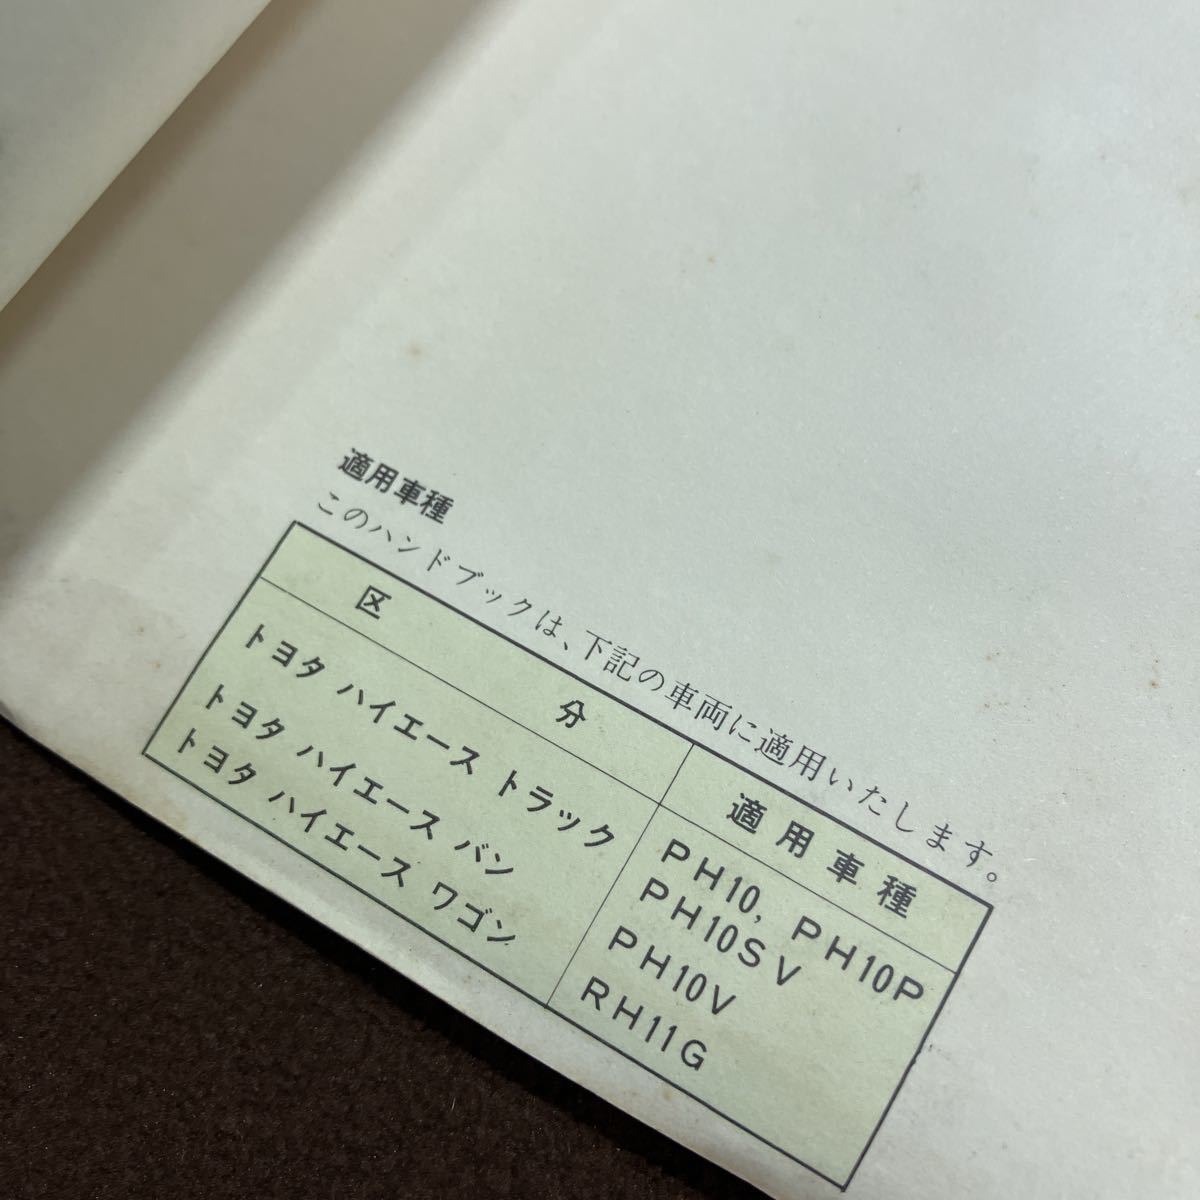 適用車種
このハンドブックは、下記の車両に適用いたします。
区 分 適用車種
トヨタ ハイエース トラック PH10, PH10P
PH10SV
トヨタ ハイエース バン PH10V
トヨタ ハイエース ワゴン RH11G